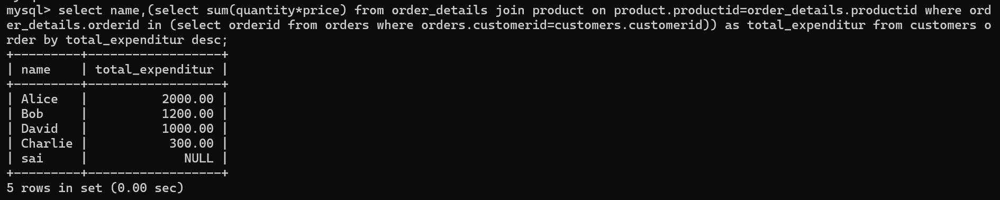 mysql> select name,(select sum(quantity*price) from order_details join product on product.productid=order_details.productid where ord
er_details.orderid in (select orderid from orders where orders.customerid=customers.customerid)) as total_expenditur from customers o
rder by total_expenditur desc;
+---------+------------------+
| name    | total_expenditur |
+---------+------------------+
| Alice   |          2000.00 |
| Bob     |          1200.00 |
| David   |          1000.00 |
| Charlie |           300.00 |
| sai     |             NULL |
+---------+------------------+
5 rows in set (0.00 sec)